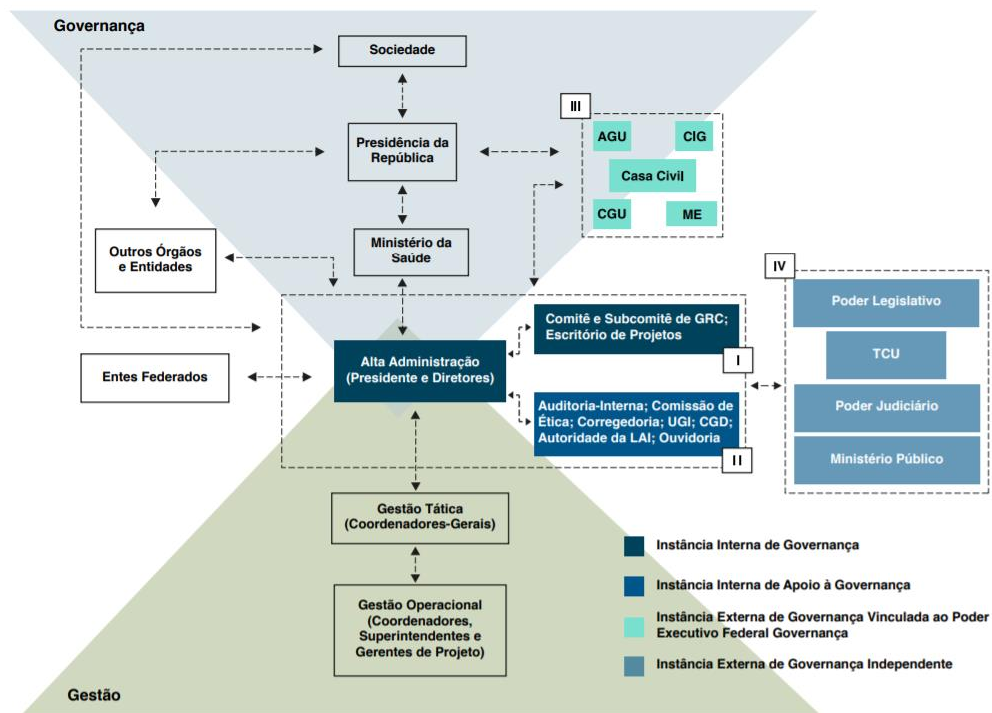 Governança
Sociedade
III
AGU
CIG
Presidência da
República
Casa Civil
CGU
ME
Outros Órgãos
e Entidades
Ministério da
Saúde
IV
Poder Legislativo
Comitê e Subcomitê de GRC;
Escritório de Projetos
I
TCU
Entes Federados
Alta Administração
(Presidente e Diretores)
Poder Judiciário
Auditoria-Interna; Comissão de
Ética; Corregedoria; UGI; CGD;
Autoridade da LAI; Ouvidoria
II
Ministério Público
Gestão Tática
(Coordenadores-Gerais)
Gestão Operacional
(Coordenadores,
Superintendentes e
Gerentes de Projeto)
Instância Interna de Governança
Instância Interna de Apoio à Governança
Instância Externa de Governança Vinculada ao Poder
Executivo Federal Governança
Instância Externa de Governança Independente
Gestão